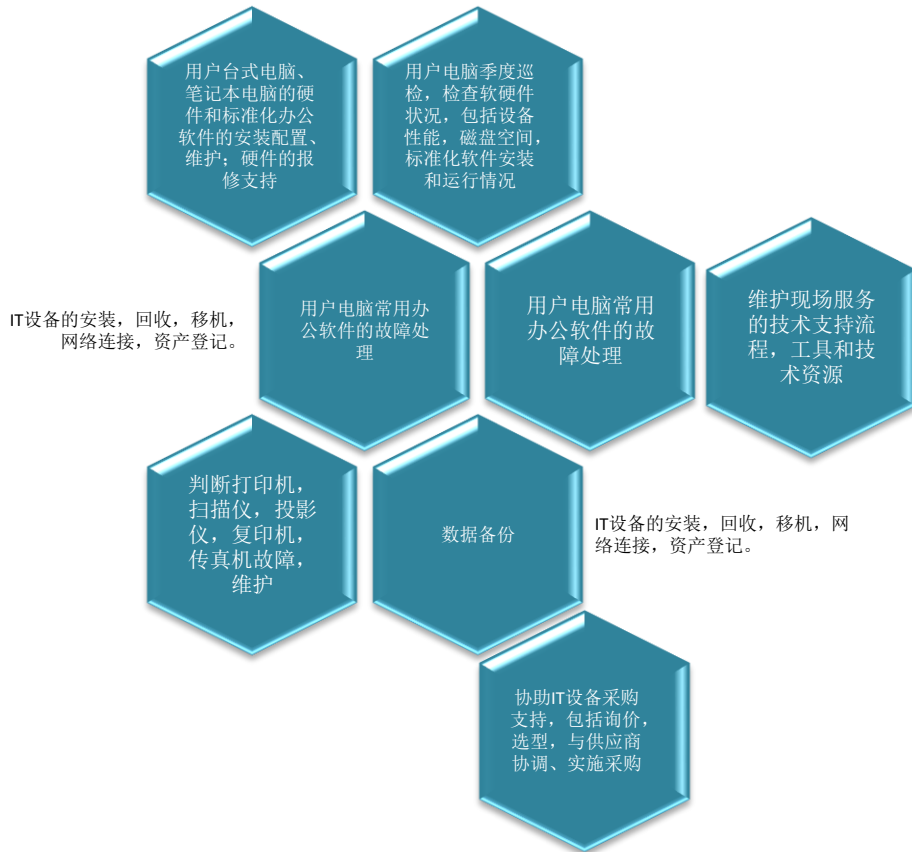 用户台式电脑、
笔记本电脑的硬
件和标准化办公
软件的安装配置、
维护；硬件的报
修支持
用户电脑季度巡
检，检查软硬件
状况，包括设备
性能，磁盘空间，
标准化软件安装
和运行情况
IT设备的安装，回收，移机，
网络连接，资产登记。
用户电脑常用办
公软件的故障处
理
用户电脑常用
办公软件的故
障处理
维护现场服务
的技术支持流
程，工具和技
术资源
判断打印机，
扫描仪，投影
仪，复印机，
传真机故障，
维护
数据备份
IT设备的安装，回收，移机，网
络连接，资产登记。
协助IT设备采购
支持，包括询价，
选型，与供应商
协调、实施采购